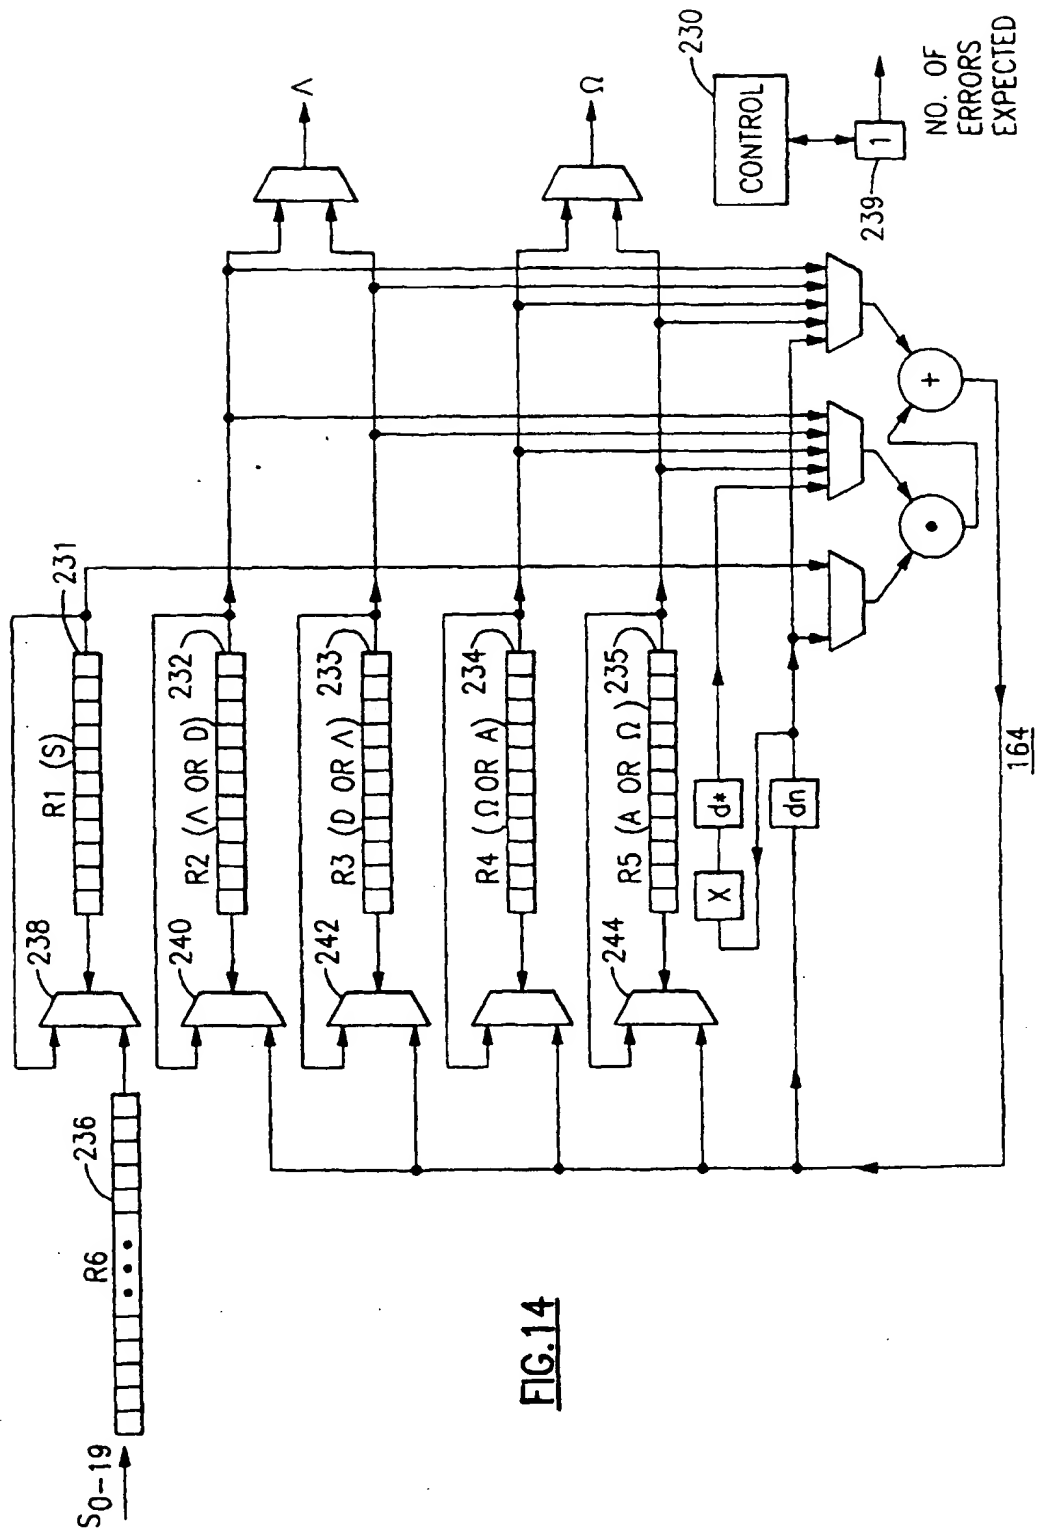 S0-19
R6
236
238
R1 (S)
231
240
R2 (Λ OR D)
232
242
R3 (D OR Λ)
233
R4 (Ω OR A)
234
244
R5 (A OR Ω)
235
X
d*
dn
Λ
Ω
+
•
CONTROL
230
1
239
NO. OF
ERRORS
EXPECTED
164
FIG.14